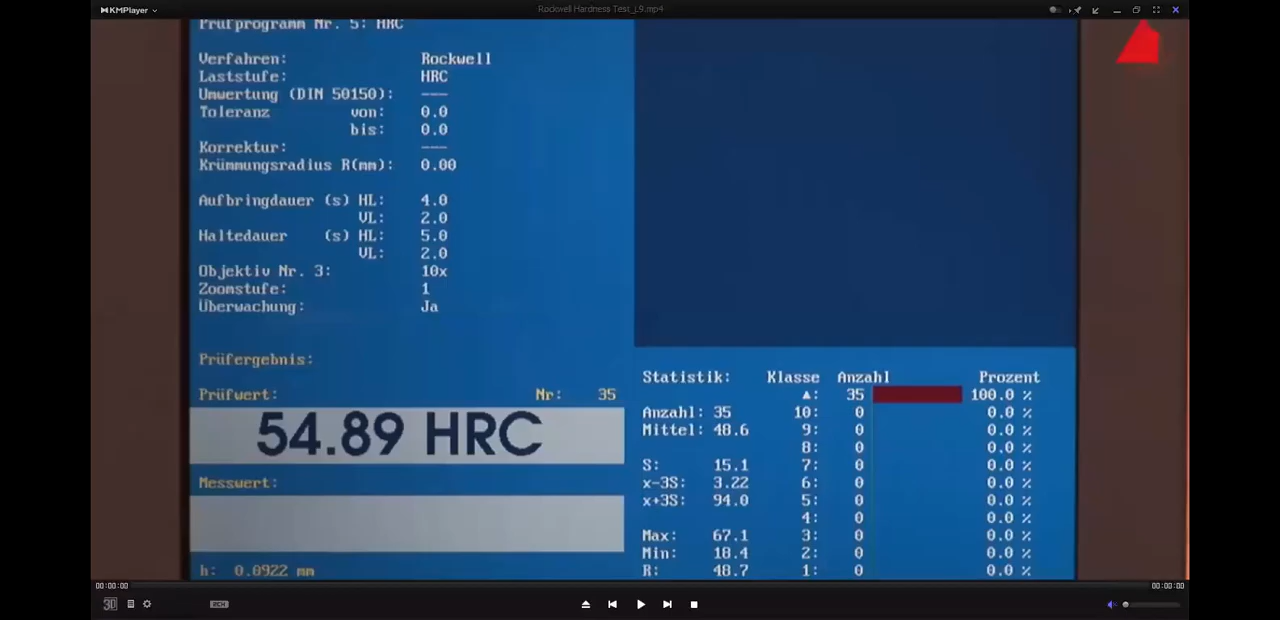 KMPlayer
Rockwell Hardness Test_L9.mp4
Prüfprogramm Nr. 5: HRC
Verfahren: Rockwell
Laststufe: HRC
Umwertung (DIN 50150): ---
Toleranz von: 0.0
bis: 0.0
Korrektur: ---
Krümmungsradius R(mm): 0.00
Aufbringdauer (s) HL: 4.0
VL: 2.0
Haltedauer (s) HL: 5.0
VL: 2.0
Objektiv Nr. 3: 10x
Zoomstufe: 1
Überwachung: Ja
Prüfergebnis:
Prüfwert: Nr: 35
54.89 HRC
Messwert:
h: 0.0922 mm
Statistik: Klasse Anzahl Prozent
▲: 35 100.0 %
Anzahl: 35 10: 0 0.0 %
Mittel: 48.6 9: 0 0.0 %
8: 0 0.0 %
S: 15.1 7: 0 0.0 %
x-3S: 3.22 6: 0 0.0 %
x+3S: 94.0 5: 0 0.0 %
4: 0 0.0 %
Max: 67.1 3: 0 0.0 %
Min: 18.4 2: 0 0.0 %
R: 48.7 1: 0 0.0 %
00:00:00 00:00:00
3D 2CH